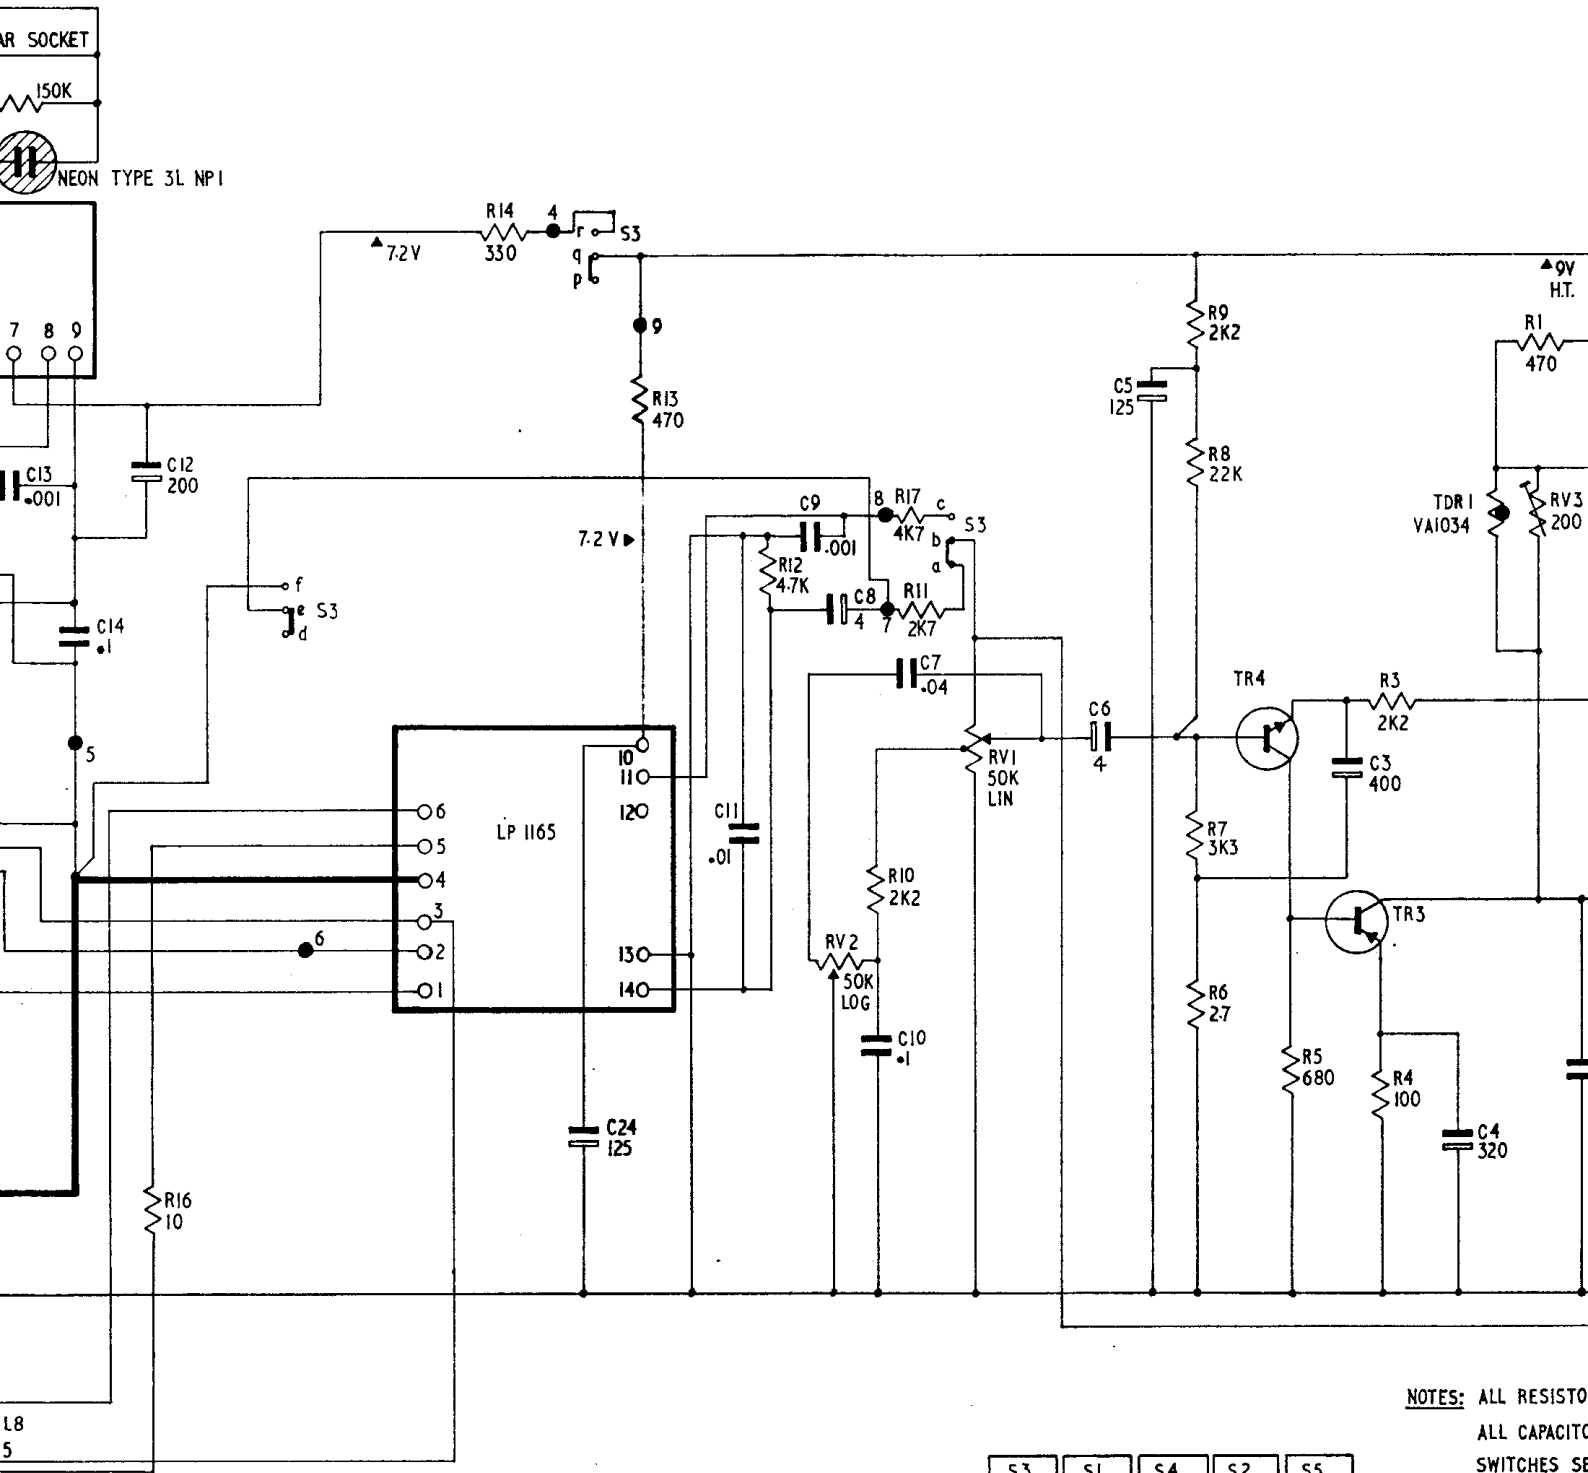 AR SOCKET
150K
NEON TYPE 3L NP1
R14
4
330
r
S3
q
p
7.2V
9V
H.T.
7 8 9
9
R9
2K2
R1
470
R13
470
C5
125
C12
200
C13
.001
R8
22K
TDR1
VA1034
RV3
200
C9
.001
8
R17
4K7
c
S3
b
a
7.2V
R12
4.7K
C8
4
7
R11
2K7
f
e
d
S3
C14
.1
C7
.04
TR4
R3
2K2
C6
4
5
10
11
12
13
14
LP 1165
6
5
4
3
2
1
RV1
50K
LIN
C3
400
C11
.01
R7
3K3
R10
2K2
TR3
6
RV2
50K
LOG
R6
2.7
C10
.1
R5
680
R4
100
C24
125
C4
320
R16
10
NOTES: ALL RESISTO
ALL CAPACITO
SWITCHES SE
L8
5
S3 S1 S4 S2 S5